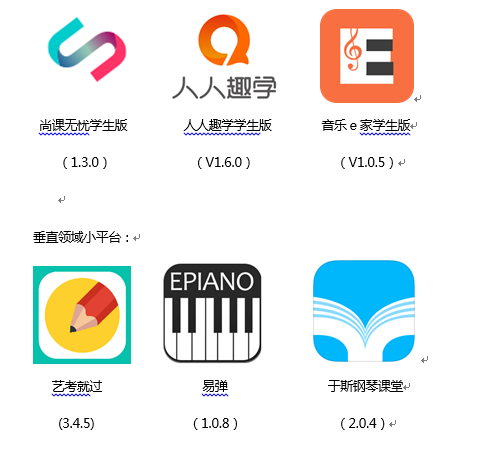 人人趣学
尚课无忧学生版 人人趣学学生版 音乐e家学生版
（1.3.0） （V1.6.0） （V1.0.5）
垂直领域小平台：
EPIANO
艺考就过 易弹 于斯钢琴课堂
(3.4.5) （1.0.8） （2.0.4）